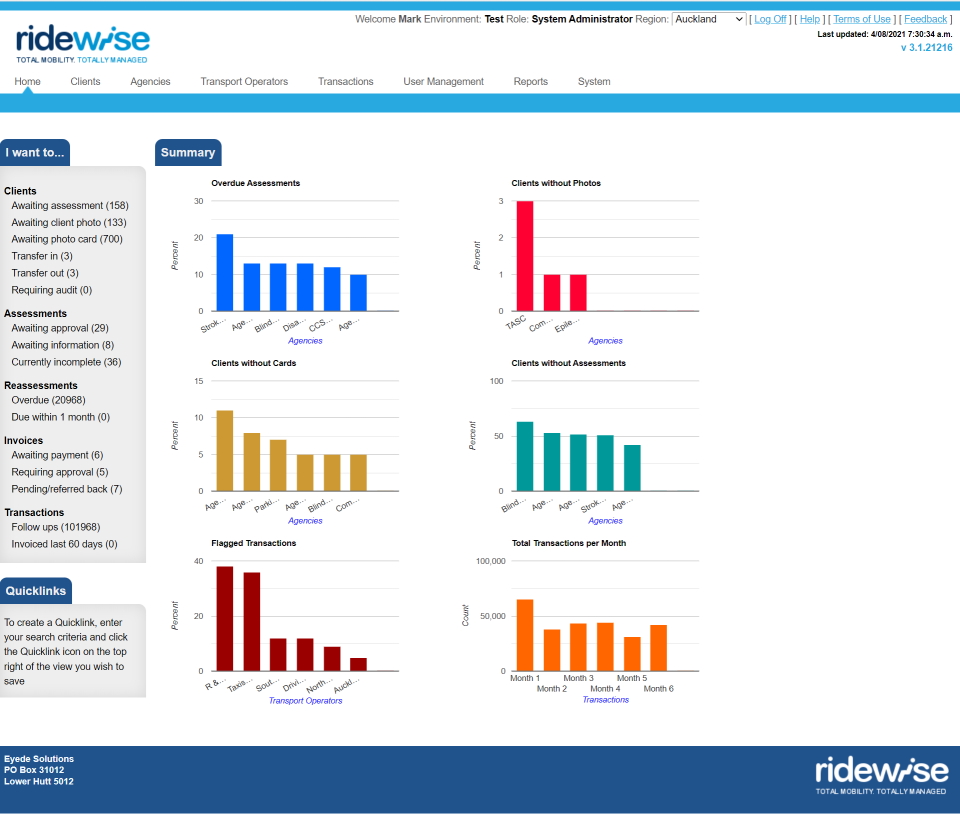 Welcome Mark Environment: Test Role: System Administrator Region: Auckland [ Log Off ] [ Help ] [ Terms of Use ] [ Feedback ]
Last updated: 4/08/2021 7:30:34 a.m.
v 3.1.21216
ridewise
TOTAL MOBILITY. TOTALLY MANAGED
Home Clients Agencies Transport Operators Transactions User Management Reports System
I want to...
Clients
Awaiting assessment (158)
Awaiting client photo (133)
Awaiting photo card (700)
Transfer in (3)
Transfer out (3)
Requiring audit (0)
Assessments
Awaiting approval (29)
Awaiting information (8)
Currently incomplete (36)
Reassessments
Overdue (20968)
Due within 1 month (0)
Invoices
Awaiting payment (6)
Requiring approval (5)
Pending/referred back (7)
Transactions
Follow ups (101968)
Invoiced last 60 days (0)
Quicklinks
To create a Quicklink, enter
your search criteria and click
the Quicklink icon on the top
right of the view you wish to
save
Summary
Overdue Assessments
30
20
10
0
Percent
Strok... Age... Blind... Disa... CCS... Age...
Agencies
Clients without Photos
3
2
1
0
Percent
TASC Com... Epile...
Agencies
Clients without Cards
15
10
5
0
Percent
Age... Age... Parki... Age... Blind... Com...
Agencies
Clients without Assessments
100
50
0
Percent
Blind... Age... Age... Strok... Age...
Agencies
Flagged Transactions
40
20
0
Percent
R &... Taxis... Sout... Drivi... North... Auckl...
Transport Operators
Total Transactions per Month
100,000
50,000
0
Count
Month 1 Month 3 Month 5
Month 2 Month 4 Month 6
Transactions
Eyede Solutions
PO Box 31012
Lower Hutt 5012
ridewise
TOTAL MOBILITY. TOTALLY MANAGED